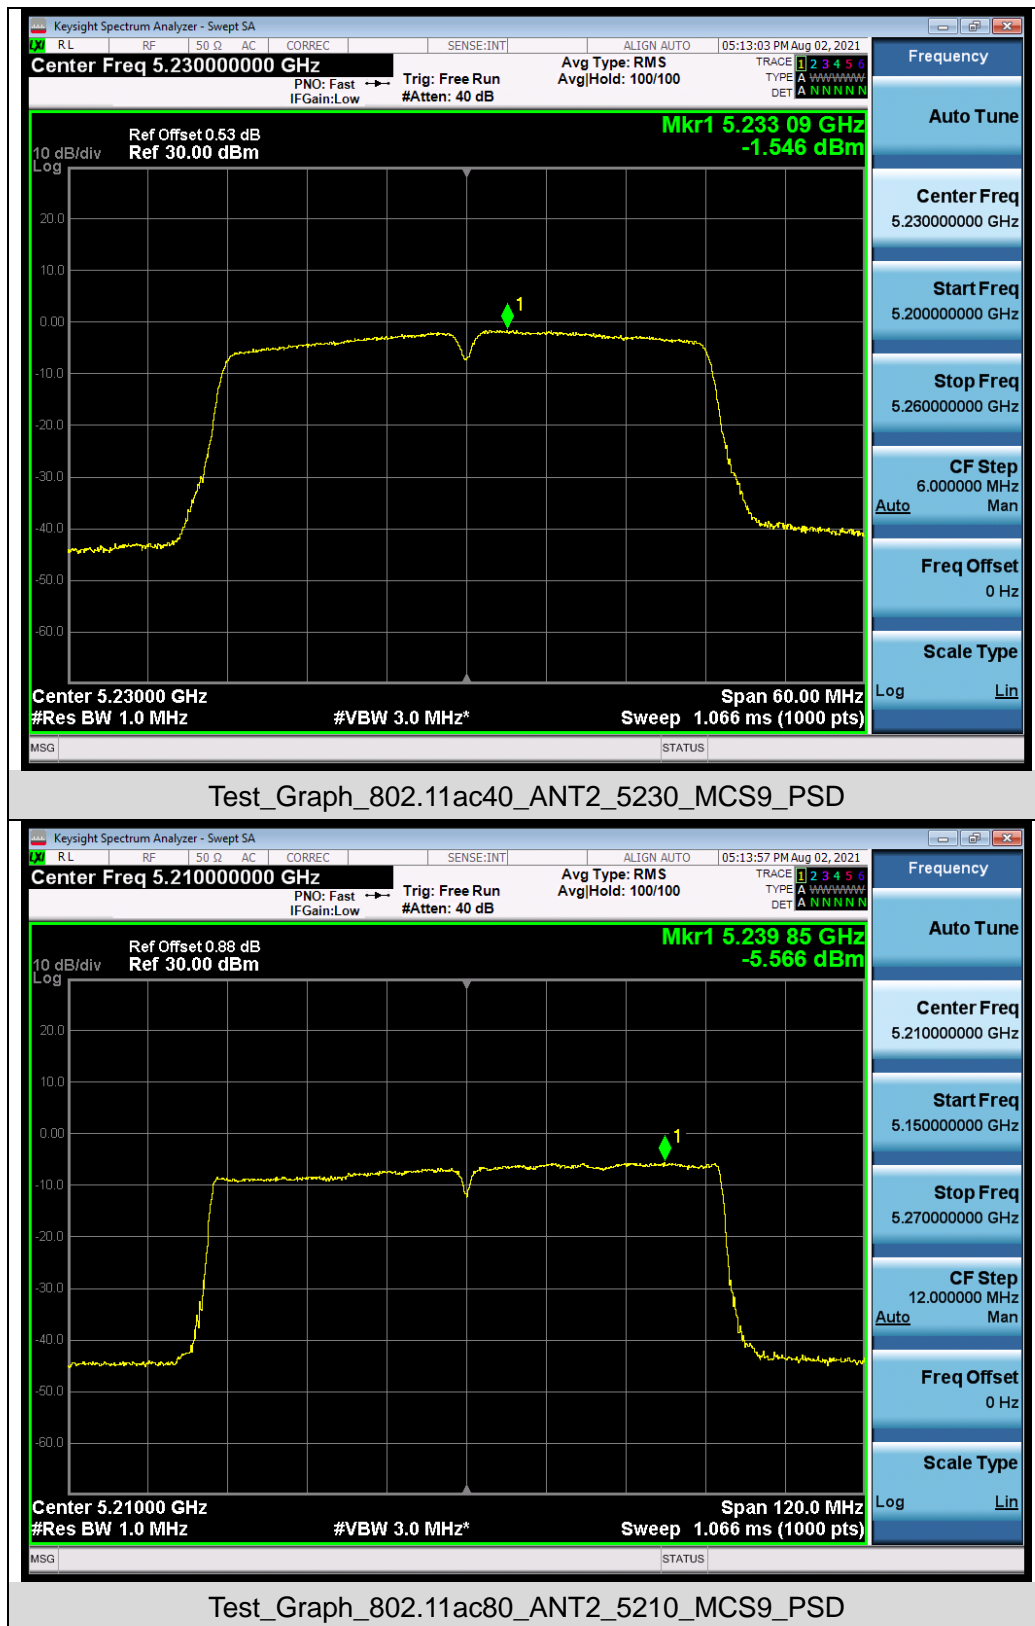 Keysight Spectrum Analyzer - Swept SA
LXI RL RF 50 Ω AC CORREC SENSE:INT ALIGN AUTO 05:13:03 PM Aug 02, 2021
Center Freq 5.230000000 GHz
PNO: Fast
IFGain:Low
Trig: Free Run
#Atten: 40 dB
Avg Type: RMS
Avg|Hold: 100/100
TRACE 1 2 3 4 5 6
TYPE A WWWWW
DET A N N N N N
Frequency
Mkr1 5.233 09 GHz
-1.546 dBm
Ref Offset 0.53 dB
10 dB/div Ref 30.00 dBm
Log
20.0
10.0
0.00
-10.0
-20.0
-30.0
-40.0
-50.0
-60.0
1
Center 5.23000 GHz Span 60.00 MHz
#Res BW 1.0 MHz #VBW 3.0 MHz* Sweep 1.066 ms (1000 pts)
Auto Tune
Center Freq
5.230000000 GHz
Start Freq
5.200000000 GHz
Stop Freq
5.260000000 GHz
CF Step
6.000000 MHz
Auto Man
Freq Offset
0 Hz
Scale Type
Log Lin
MSG STATUS
Test_Graph_802.11ac40_ANT2_5230_MCS9_PSD
Keysight Spectrum Analyzer - Swept SA
LXI RL RF 50 Ω AC CORREC SENSE:INT ALIGN AUTO 05:13:57 PM Aug 02, 2021
Center Freq 5.210000000 GHz
PNO: Fast
IFGain:Low
Trig: Free Run
#Atten: 40 dB
Avg Type: RMS
Avg|Hold: 100/100
TRACE 1 2 3 4 5 6
TYPE A WWWWW
DET A N N N N N
Frequency
Mkr1 5.239 85 GHz
-5.566 dBm
Ref Offset 0.88 dB
10 dB/div Ref 30.00 dBm
Log
20.0
10.0
0.00
-10.0
-20.0
-30.0
-40.0
-50.0
-60.0
1
Center 5.21000 GHz Span 120.0 MHz
#Res BW 1.0 MHz #VBW 3.0 MHz* Sweep 1.066 ms (1000 pts)
Auto Tune
Center Freq
5.210000000 GHz
Start Freq
5.150000000 GHz
Stop Freq
5.270000000 GHz
CF Step
12.000000 MHz
Auto Man
Freq Offset
0 Hz
Scale Type
Log Lin
MSG STATUS
Test_Graph_802.11ac80_ANT2_5210_MCS9_PSD